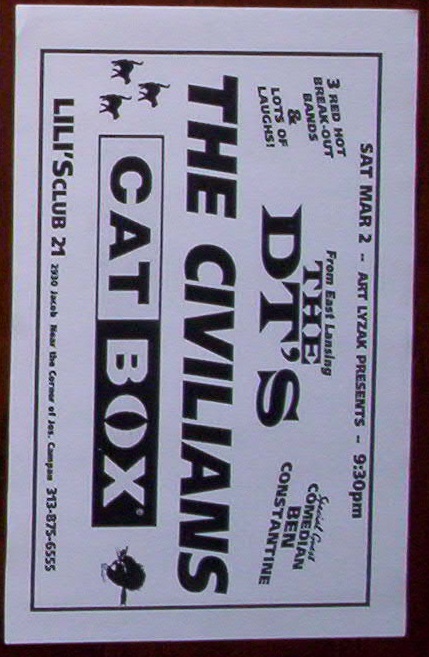 SAT MAR 2 -- ART LYZAK PRESENTS -- 9:30pm
3 RED HOT
BREAK-OUT
BANDS
&
LOTS OF
LAUGHS!
From East Lansing
THE
DT'S
Special Guest
COMEDIAN
BEN
CONSTANTINE
THE CIVILIANS
CAT BOX®
LILI'S CLUB 21 2930 Jacob Near the Corner of Jos. Campau 313-875-6555